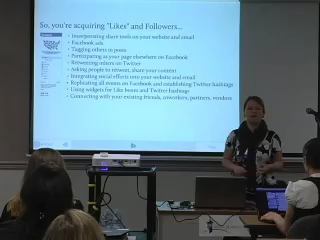 So, you're acquiring "Likes" and Followers...
• Incorporating share tools on your website and email
• Facebook ads
• Tagging others in posts
• Participating as your page elsewhere on Facebook
• Retweeting others on Twitter
• Asking people to retweet, share your content
• Integrating social efforts into your website and email
• Replicating all events on Facebook and establishing Twitter hashtags
• Using widgets for Like boxes and Twitter hashtags
• Connecting with your existing friends, coworkers, partners, vendors